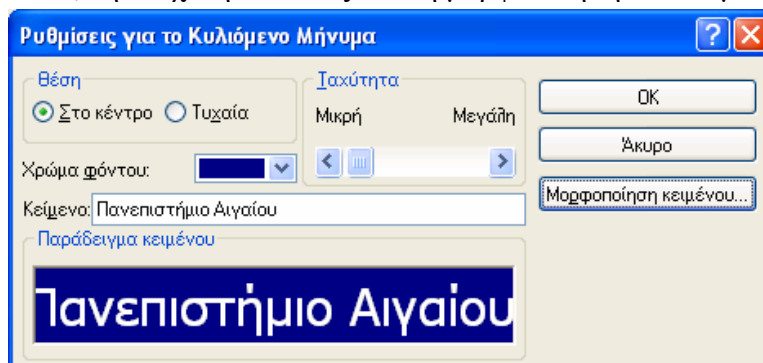 Ρυθμίσεις για το Κυλιόμενο Μήνυμα
Θέση
Στο κέντρο Τυχαία
Ταχύτητα
Μικρή Μεγάλη
OK
Άκυρο
Μορφοποίηση κειμένου...
Χρώμα φόντου:
Κείμενο: Πανεπιστήμιο Αιγαίου
Παράδειγμα κειμένου
Πανεπιστήμιο Αιγαίου